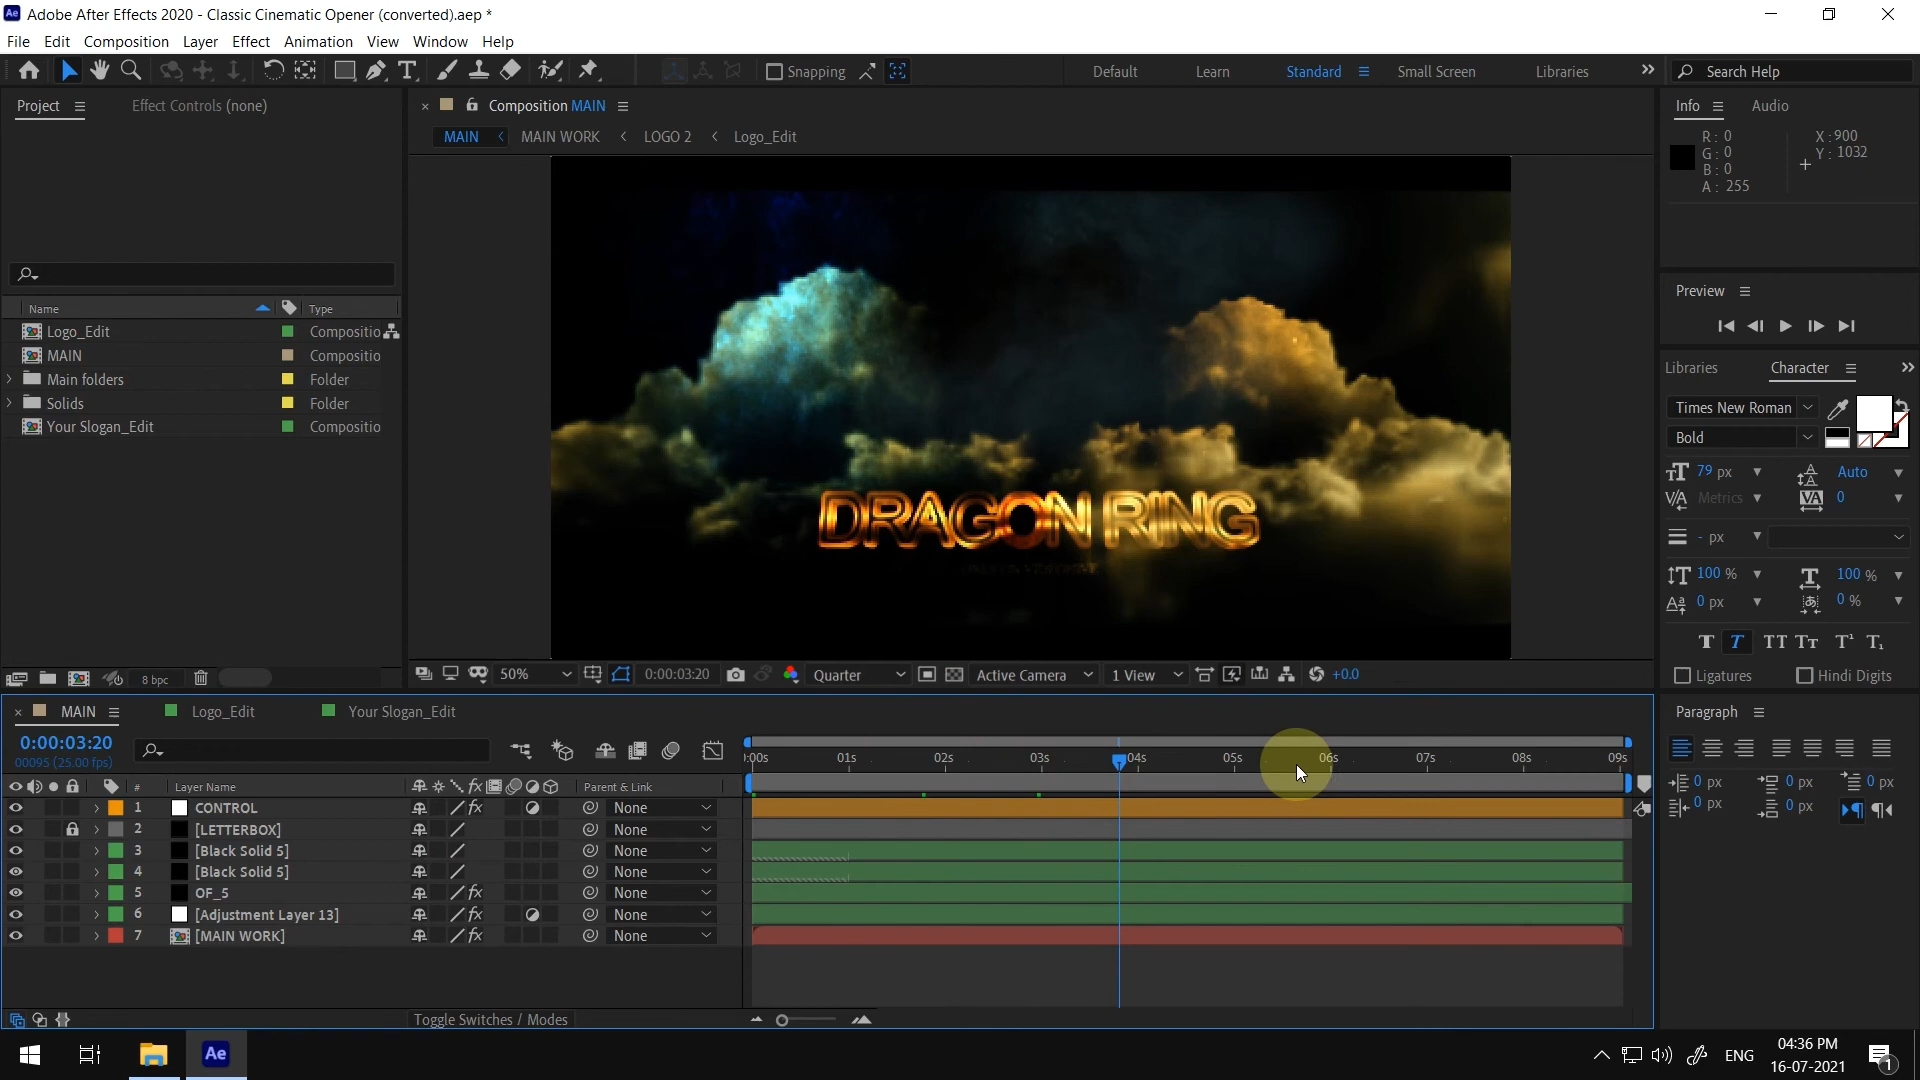 Ae Adobe After Effects 2020 - Classic Cinematic Opener (converted).aep *
File Edit Composition Layer Effect Animation View Window Help
Snapping Default Learn Standard Small Screen Libraries Search Help
Project Effect Controls (none)
Composition MAIN
MAIN MAIN WORK LOGO 2 Logo_Edit
Name Type
Logo_Edit Compositio
MAIN Compositio
Main folders Folder
Solids Folder
Your Slogan_Edit Compositio
8 bpc
DRAGON RING
50% 0:00:03:20 Quarter Active Camera 1 View +0.0
Info Audio
R: 0 X: 900
G: 0 Y: 1032
B: 0
A: 255
Preview
Libraries Character
Times New Roman
Bold
79 px Auto
Metrics 0
- px
100 % 100 %
0 px 0 %
T T TT Tt T¹ T₁
Ligatures Hindi Digits
Paragraph
0 px 0 px 0 px
0 px 0 px
MAIN Logo_Edit Your Slogan_Edit
0:00:03:20
00095 (25.00 fps)
:00s 01s 02s 03s 04s 05s 06s 07s 08s 09s
# Layer Name Parent & Link
1 CONTROL None
2 [LETTERBOX] None
3 [Black Solid 5] None
4 [Black Solid 5] None
5 OF_5 None
6 [Adjustment Layer 13] None
7 [MAIN WORK] None
Toggle Switches / Modes
Ae
ENG
04:36 PM
16-07-2021
1